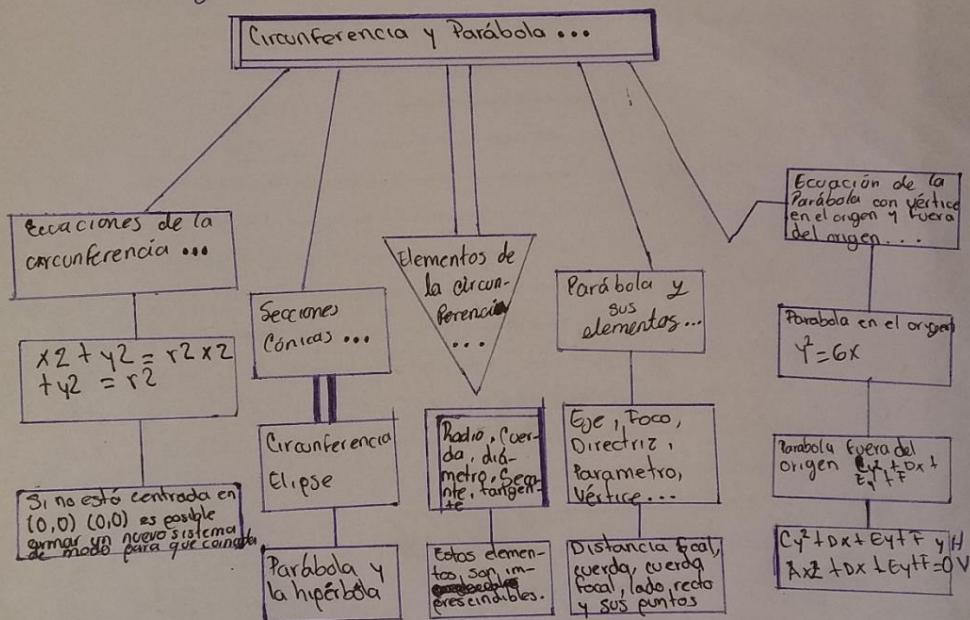 Circunferencia y Parábola ...
Ecuaciones de la
circunferencia ...
x2 + y2 = r2 x2
+y2 = r2
Si no está centrada en
(0,0) (0,0) es posible
armar un nuevo sistema
de modo para que coincida
Secciones
Cónicas ...
Circunferencia
Elipse
Parábola y
la hipérbola
Elementos de
la circun-
ferencia
...
Radio, Cuer-
da, diá-
metro, Seca-
nte, tangen-
te
Estos elemen-
tos, son im-
prescindibles.
Parábola y
sus
elementos...
Eje, Foco,
Directriz,
Parametro,
Vértice...
Distancia focal,
cuerda, cuerda
focal, lado, recto
y sus puntos
Ecuación de la
Parábola con vértice
en el origen y fuera
del origen...
Parabola en el origen
Y²=6x
Parabola fuera del
origen Cy² + Dx +
Ey + F
Cy² + Dx + Ey + F y H
Ax2 + Dx + Ey + F = 0 V